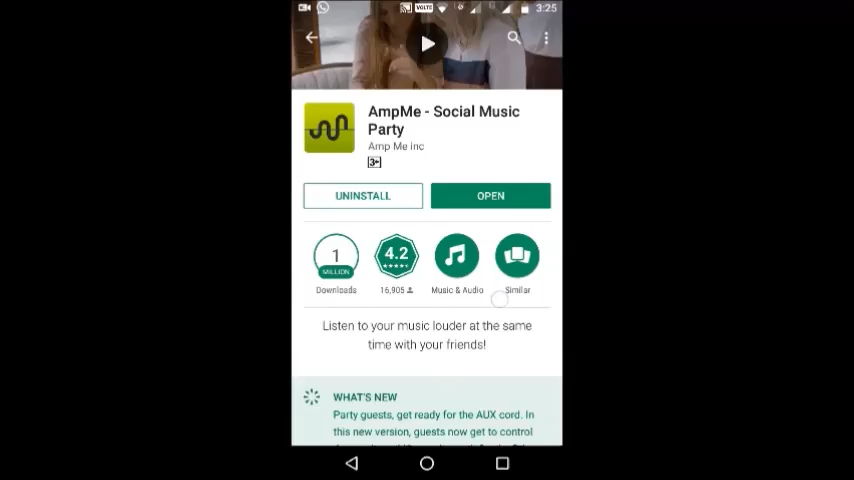 VOLTE 3:25
AmpMe - Social Music
Party
Amp Me inc
3+
UNINSTALL OPEN
1
MILLION
4.2
Downloads 16,905 Music & Audio Similar
Listen to your music louder at the same
time with your friends!
WHAT'S NEW
Party guests, get ready for the AUX cord. In
this new version, guests now get to control